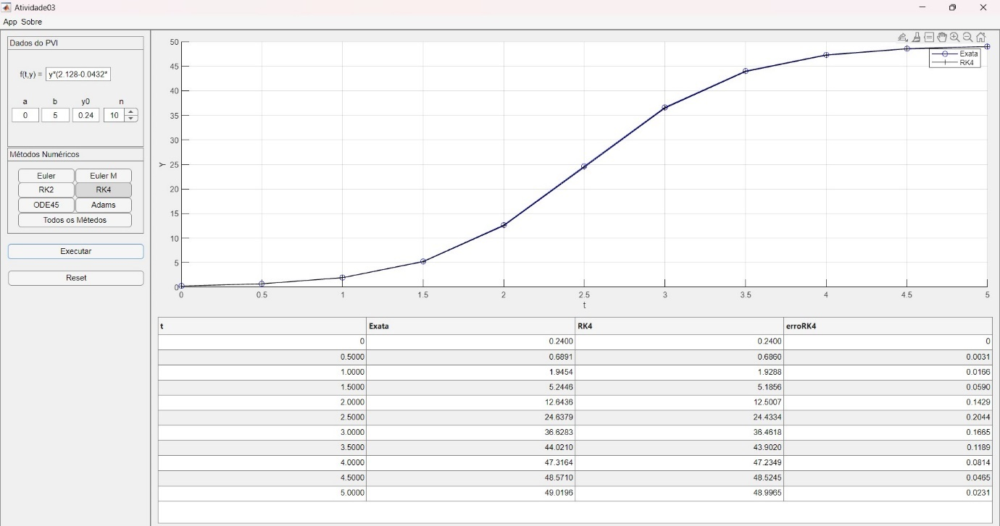 Atividade03
App Sobre
Dados do PVI
f(t,y) = y*(2.128-0.0432*
a b y0 n
0 5 0.24 10
Métodos Numéricos
Euler Euler M
RK2 RK4
ODE45 Adams
Todos os Métedos
Executar
Reset
50
45
40
35
30
25
20
15
10
5
0
Y
Exata
RK4
0 0.5 1 1.5 2 2.5 3 3.5 4 4.5 5
t
t Exata RK4 erroRK4
0 0.2400 0.2400 0
0.5000 0.6891 0.6860 0.0031
1.0000 1.9454 1.9288 0.0166
1.5000 5.2446 5.1856 0.0590
2.0000 12.6436 12.5007 0.1429
2.5000 24.6379 24.4334 0.2044
3.0000 36.6283 36.4618 0.1665
3.5000 44.0210 43.9020 0.1189
4.0000 47.3164 47.2349 0.0814
4.5000 48.5710 48.5245 0.0465
5.0000 49.0196 48.9965 0.0231